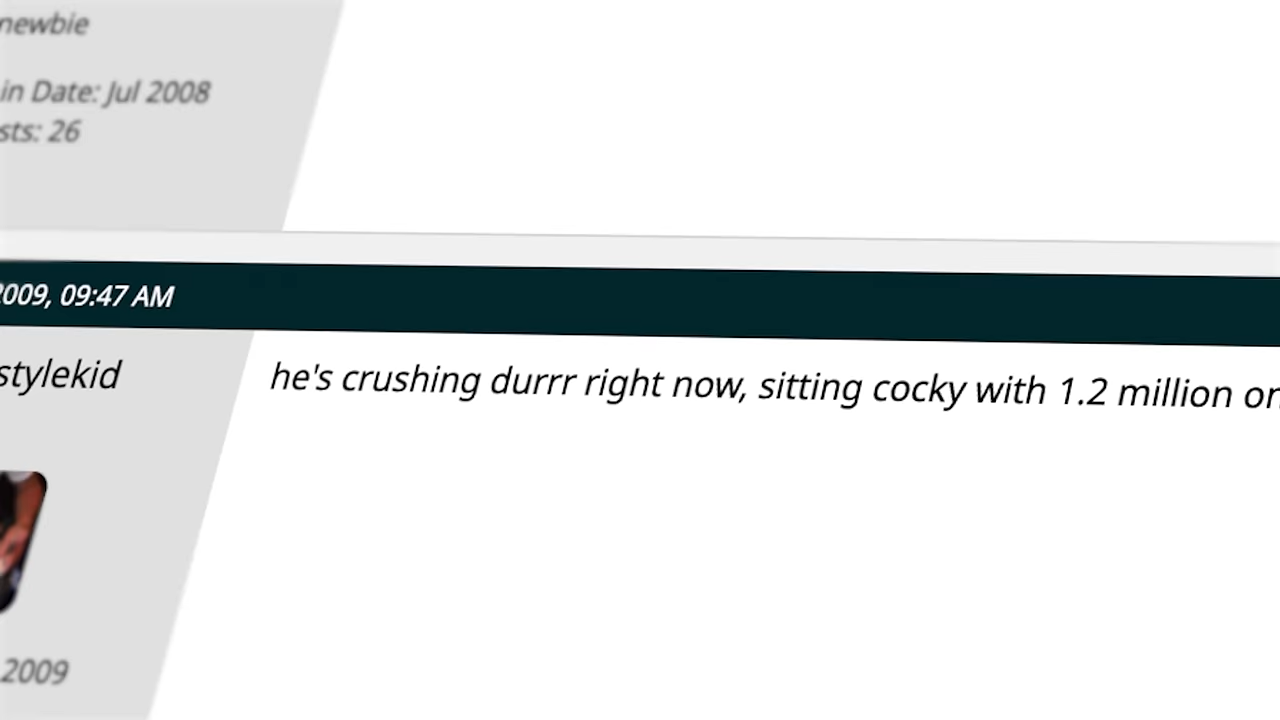 newbie
in Date: Jul 2008
sts: 26
2009, 09:47 AM
stylekid
he's crushing durrr right now, sitting cocky with 1.2 million on
2009